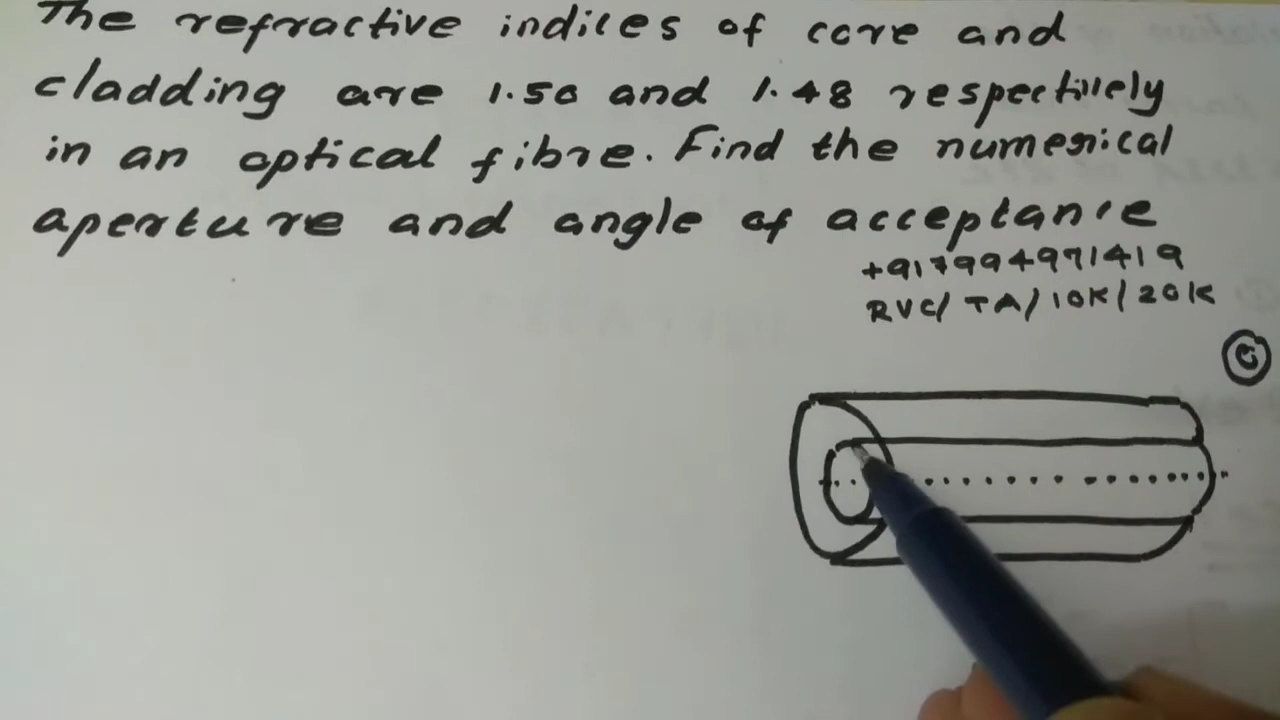 The refractive indices of core and
cladding are 1.50 and 1.48 respectively
in an optical fibre. Find the numerical
aperture and angle of acceptance
+917994971419
RVC/ TA/10K/20K
C